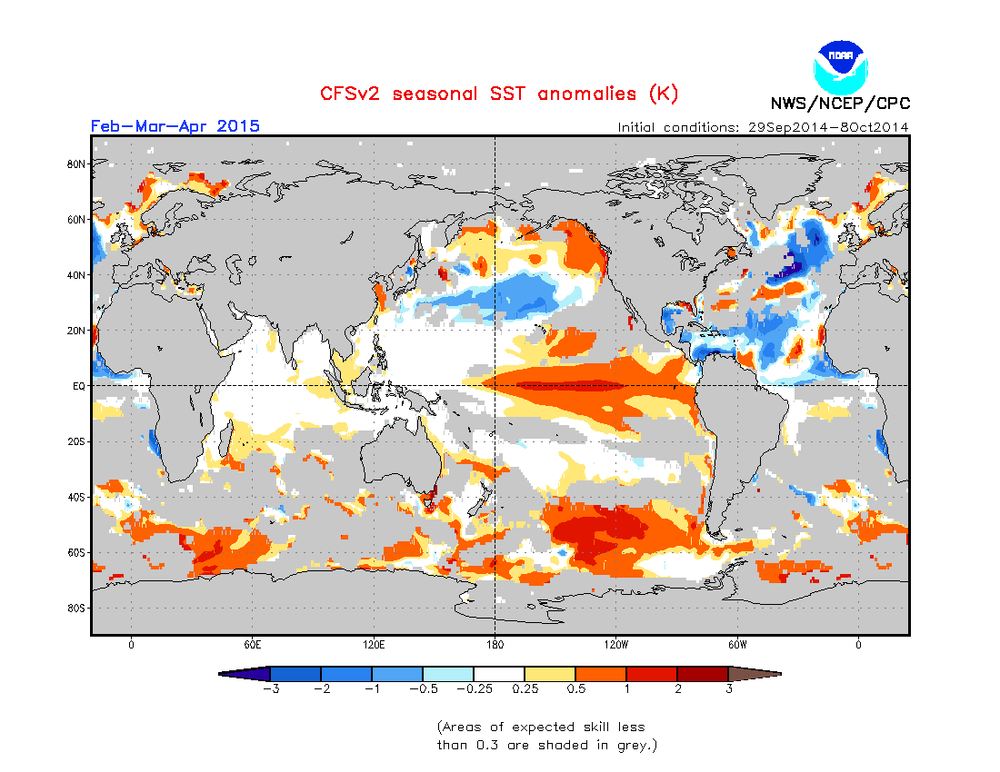 NOAA
CFSv2 seasonal SST anomalies (K)
NWS/NCEP/CPC
Feb-Mar-Apr 2015
Initial conditions: 29Sep2014-8Oct2014
80N
60N
40N
20N
EQ
20S
40S
60S
80S
0 60E 120E 180 120W 60W 0
-3 -2 -1 -0.5 -0.25 0.25 0.5 1 2 3
(Areas of expected skill less
than 0.3 are shaded in grey.)